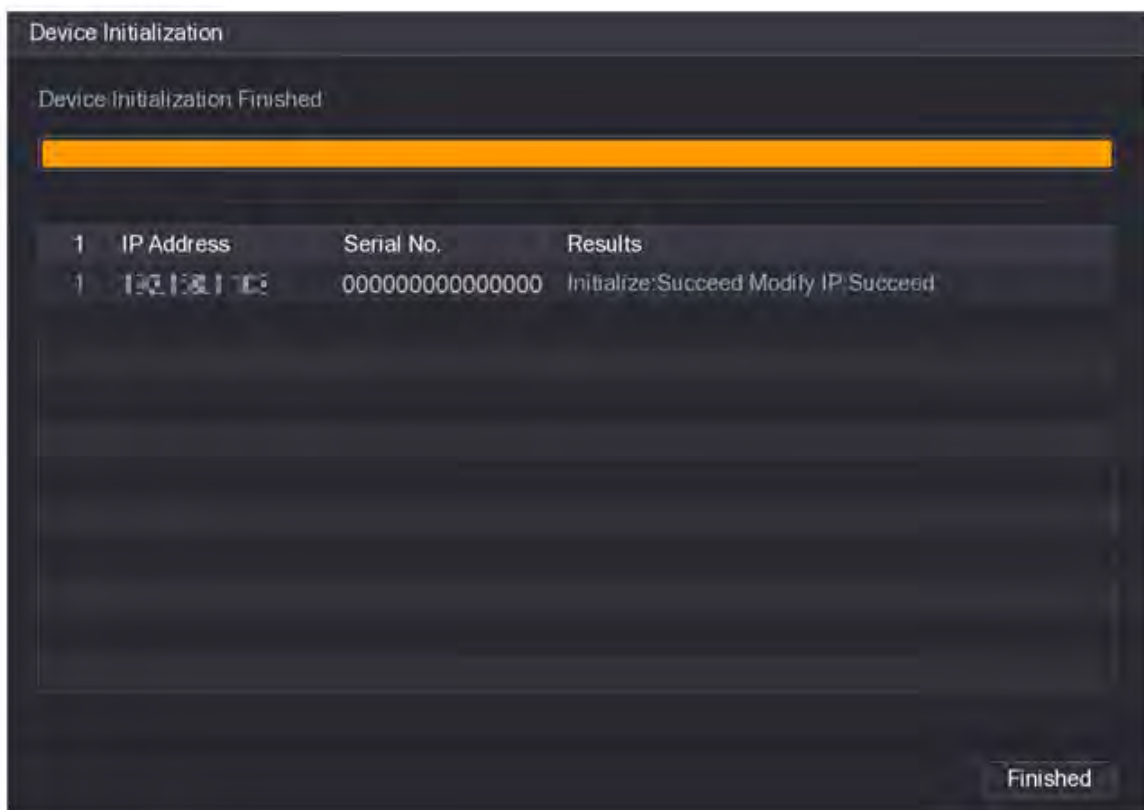 Device Initialization
Device Initialization Finished
1 IP Address Serial No. Results
1 000000000000000 Initialize:Succeed Modify IP:Succeed
Finished